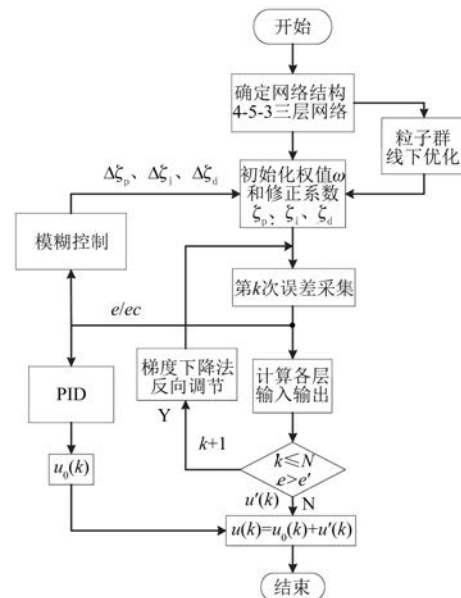 开始
确定网络结构
4-5-3三层网络
粒子群
线下优化
Δζp、Δζi、Δζd
初始化权值ω
和修正系数
ζp、ζi、ζd
模糊控制
第k次误差采集
e/ec
梯度下降法
反向调节
计算各层
输入输出
PID
Y
k+1
k≤N
e>e′
u0(k)
u′(k)
N
u(k)=u0(k)+u′(k)
结束